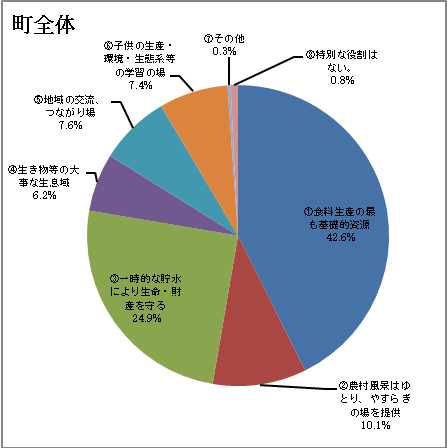 町全体
①食料生産の最
も基礎的資源
42.6%
②農村風景はゆ
とり、やすらぎ
の場を提供
10.1%
③一時的な貯水
により生命・財
産を守る
24.9%
④生き物等の大
事な生息域
6.2%
⑤地域の交流、
つながり場
7.6%
⑥子供の生産・
環境・生態系等
の学習の場
7.4%
⑦その他
0.3%
⑧特別な役割は
ない。
0.8%